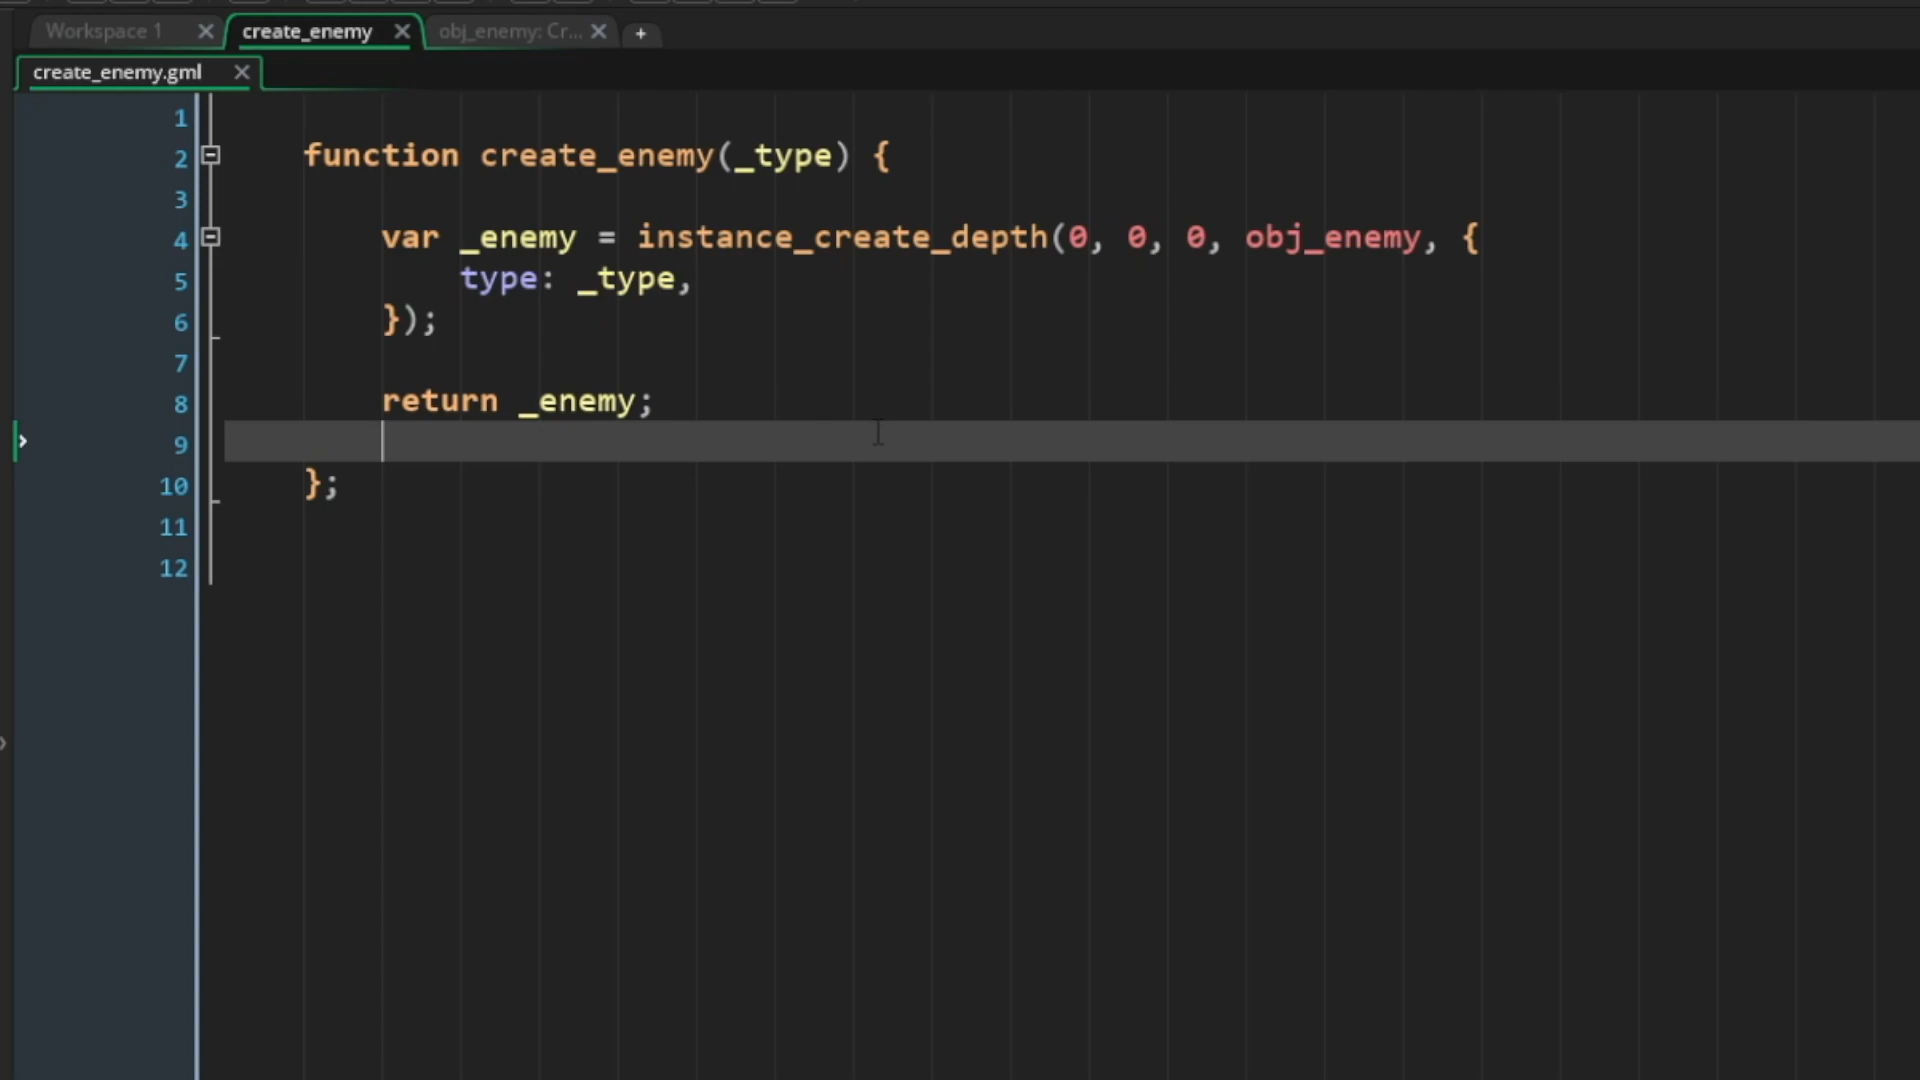 Workspace 1
create_enemy
obj_enemy: Cr...
+
create_enemy.gml
1
2 function create_enemy(_type) {
3
4 var _enemy = instance_create_depth(0, 0, 0, obj_enemy, {
5 type: _type,
6 });
7
8 return _enemy;
9
10 };
11
12